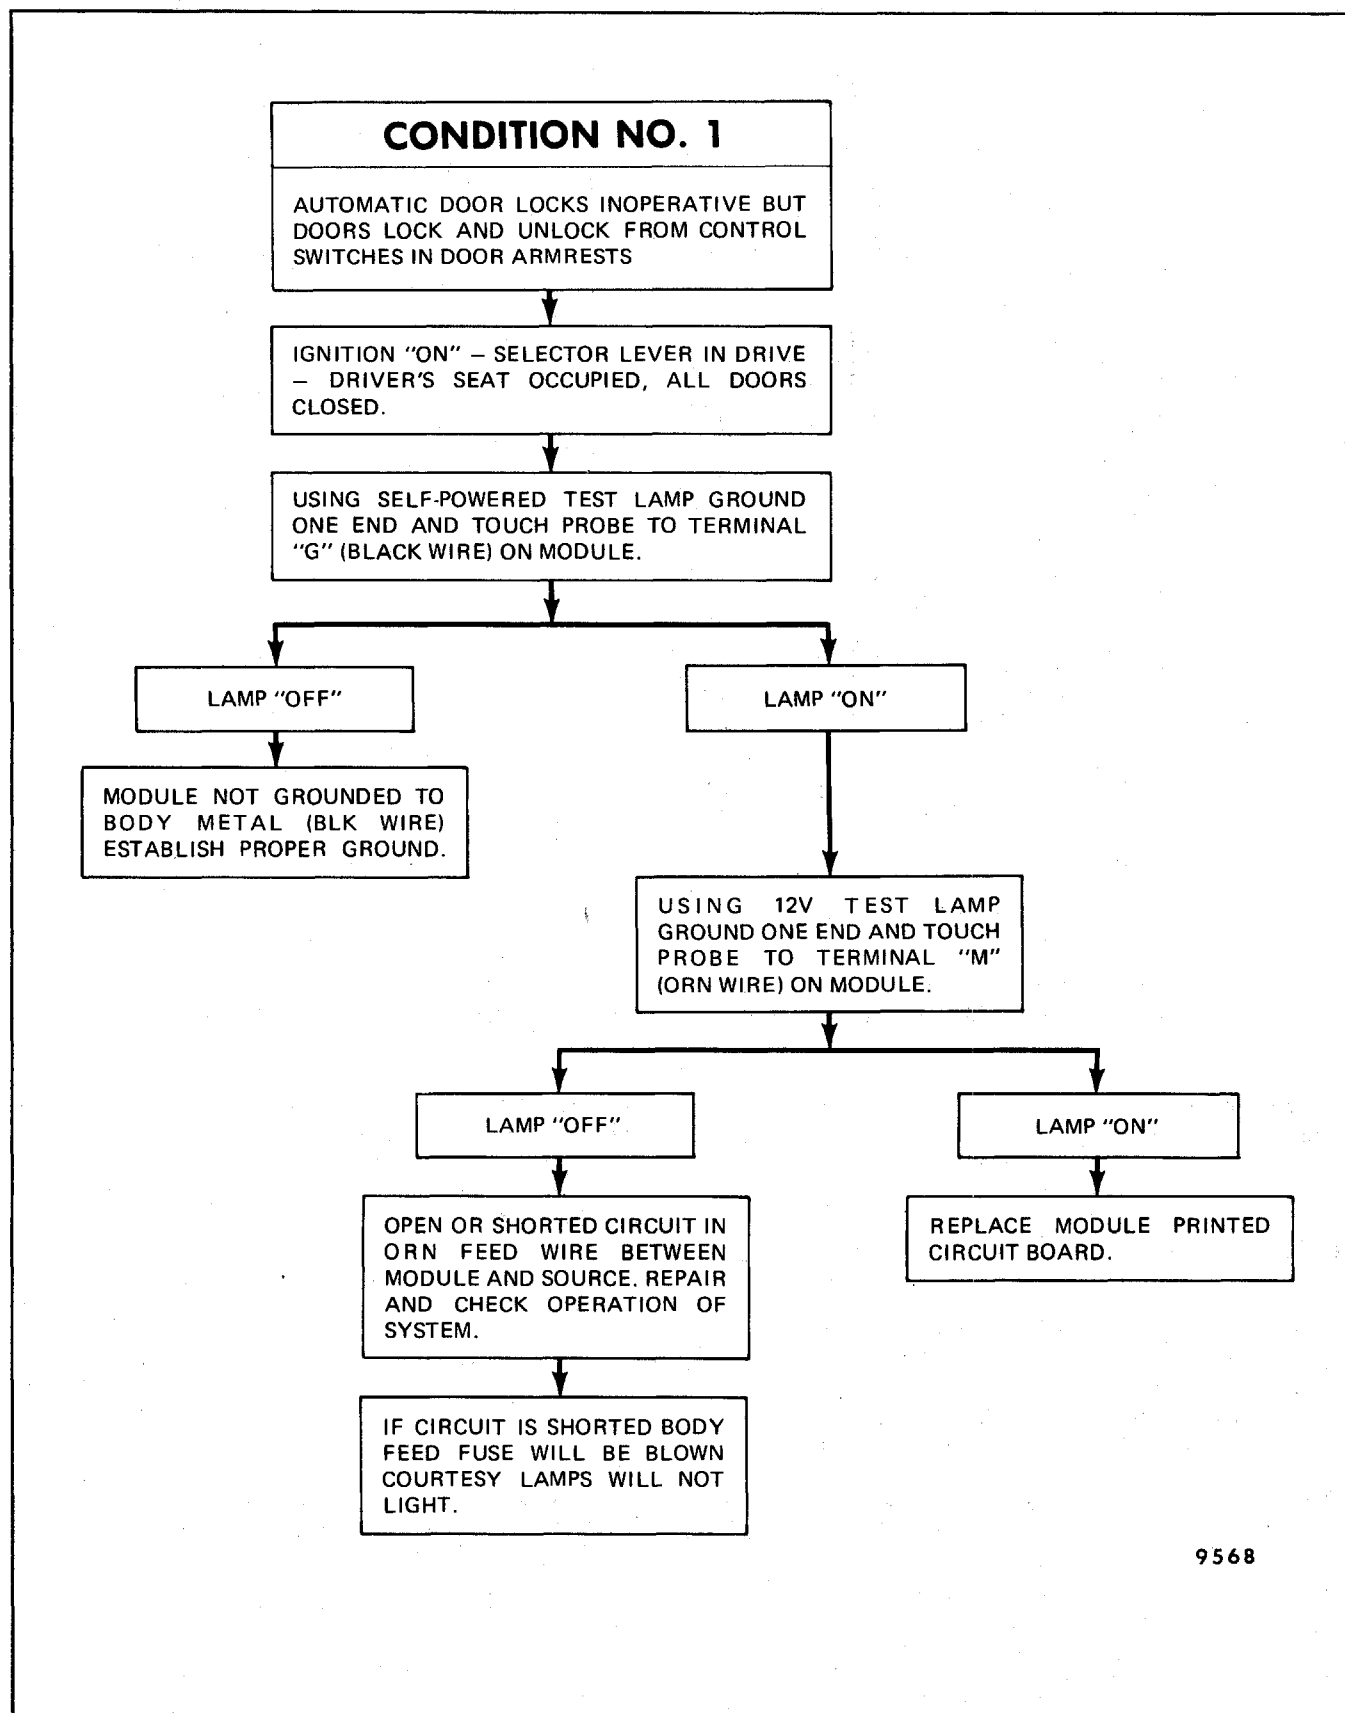 CONDITION NO. 1
AUTOMATIC DOOR LOCKS INOPERATIVE BUT
DOORS LOCK AND UNLOCK FROM CONTROL
SWITCHES IN DOOR ARMRESTS
IGNITION "ON" – SELECTOR LEVER IN DRIVE
– DRIVER'S SEAT OCCUPIED, ALL DOORS
CLOSED.
USING SELF-POWERED TEST LAMP GROUND
ONE END AND TOUCH PROBE TO TERMINAL
"G" (BLACK WIRE) ON MODULE.
LAMP "OFF"
LAMP "ON"
MODULE NOT GROUNDED TO
BODY METAL (BLK WIRE)
ESTABLISH PROPER GROUND.
USING 12V TEST LAMP
GROUND ONE END AND TOUCH
PROBE TO TERMINAL "M"
(ORN WIRE) ON MODULE.
LAMP "OFF"
LAMP "ON"
OPEN OR SHORTED CIRCUIT IN
ORN FEED WIRE BETWEEN
MODULE AND SOURCE. REPAIR
AND CHECK OPERATION OF
SYSTEM.
REPLACE MODULE PRINTED
CIRCUIT BOARD.
IF CIRCUIT IS SHORTED BODY
FEED FUSE WILL BE BLOWN
COURTESY LAMPS WILL NOT
LIGHT.
9568